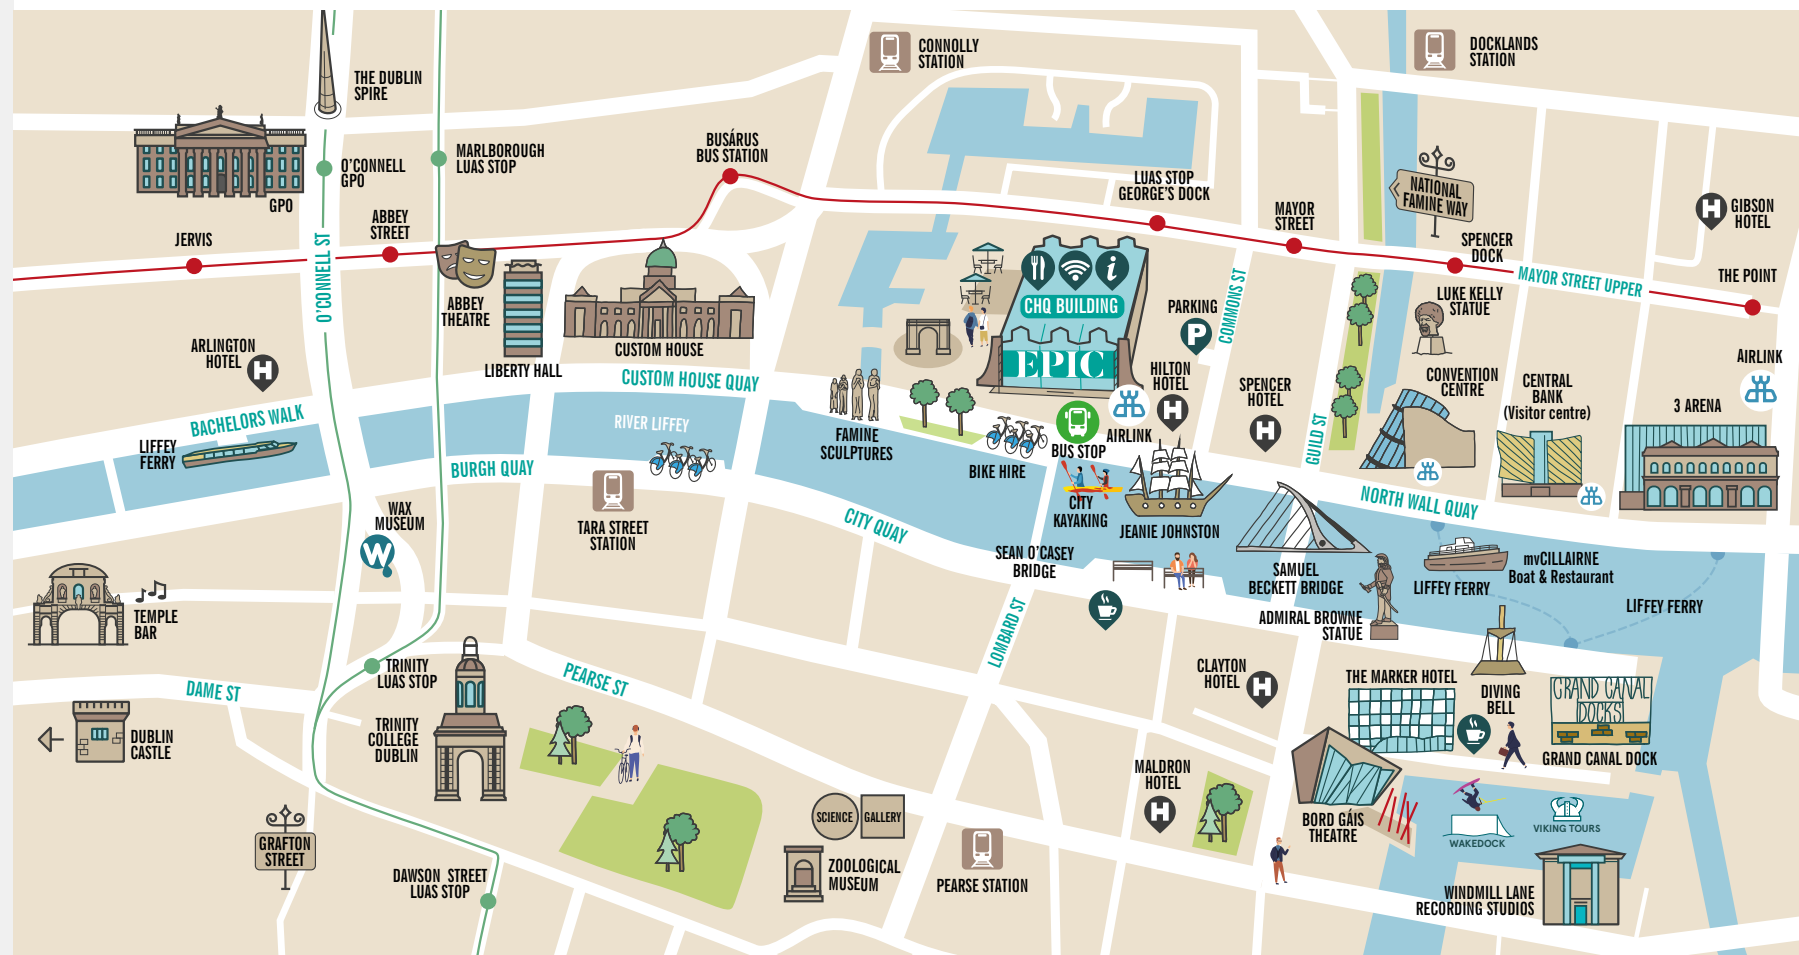 CONNOLLY
STATION
DOCKLANDS
STATION
THE DUBLIN
SPIRE
O'CONNELL
GPO
GPO
MARLBOROUGH
LUAS STOP
BUSÁRUS
BUS STATION
LUAS STOP
GEORGE'S DOCK
NATIONAL
FAMINE WAY
GIBSON
HOTEL
H
JERVIS
ABBEY
STREET
O'CONNELL ST
MAYOR
STREET
SPENCER
DOCK
MAYOR STREET UPPER
THE POINT
ABBEY
THEATRE
LIBERTY HALL
CUSTOM HOUSE
i
CHQ BUILDING
EPIC
PARKING
P
COMMONS ST
LUKE KELLY
STATUE
ARLINGTON
HOTEL
H
CUSTOM HOUSE QUAY
HILTON
HOTEL
H
SPENCER
HOTEL
H
GUILD ST
CONVENTION
CENTRE
CENTRAL
BANK
(Visitor centre)
3 ARENA
AIRLINK
BACHELORS WALK
LIFFEY
FERRY
RIVER LIFFEY
BURGH QUAY
FAMINE
SCULPTURES
BIKE HIRE
BUS STOP
AIRLINK
CITY
KAYAKING
JEANIE JOHNSTON
NORTH WALL QUAY
WAX
MUSEUM
W
TARA STREET
STATION
CITY QUAY
SEAN O'CASEY
BRIDGE
SAMUEL
BECKETT BRIDGE
LIFFEY FERRY
mvCILLAIRNE
Boat & Restaurant
LIFFEY FERRY
TEMPLE
BAR
ADMIRAL BROWNE
STATUE
LOMBARD ST
TRINITY
LUAS STOP
DAME ST
PEARSE ST
CLAYTON
HOTEL
H
THE MARKER HOTEL
DIVING
BELL
GRAND CANAL
DOCKS
GRAND CANAL DOCK
DUBLIN
CASTLE
TRINITY
COLLEGE
DUBLIN
MALDRON
HOTEL
H
BORD GÁIS
THEATRE
WAKEDOCK
VIKING TOURS
SCIENCE
GALLERY
GRAFTON
STREET
DAWSON STREET
LUAS STOP
ZOOLOGICAL
MUSEUM
PEARSE STATION
WINDMILL LANE
RECORDING STUDIOS